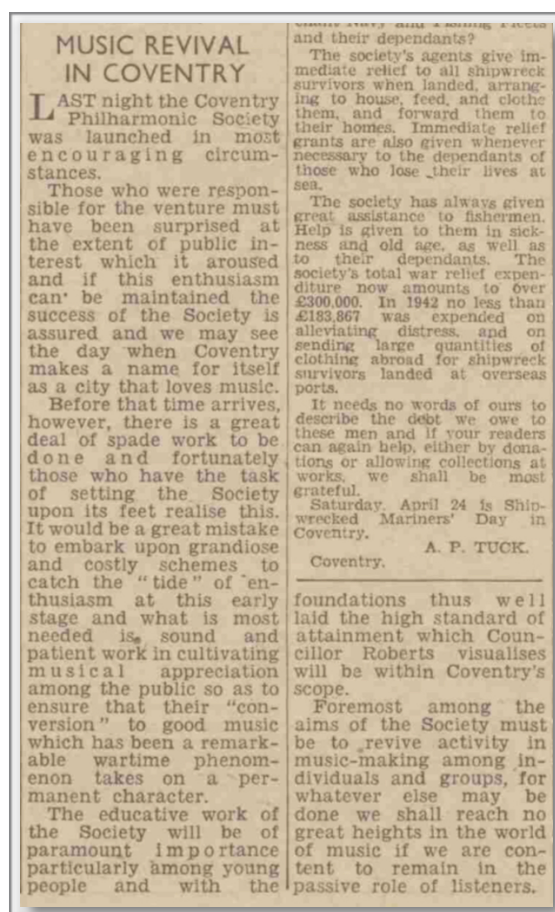 MUSIC REVIVAL
IN COVENTRY
LAST night the Coventry
Philharmonic Society
was launched in most
encouraging circum-
stances.
Those who were respon-
sible for the venture must
have been surprised at
the extent of public in-
terest which it aroused
and if this enthusiasm
can be maintained the
success of the Society is
assured and we may see
the day when Coventry
makes a name for itself
as a city that loves music.
Before that time arrives,
however, there is a great
deal of spade work to be
done and fortunately
those who have the task
of setting the Society
upon its feet realise this.
It would be a great mistake
to embark upon grandiose
and costly schemes to
catch the "tide" of en-
thusiasm at this early
stage and what is most
needed is sound and
patient work in cultivating
musical appreciation
among the public so as to
ensure that their "con-
version" to good music
which has been a remark-
able wartime phenom-
enon takes on a per-
manent character.
The educative work of
the Society will be of
paramount importance
particularly among young
people and with the
chant Navy and Fishing Fleets
and their dependants?
The society's agents give im-
mediate relief to all shipwreck
survivors when landed, arrang-
ing to house, feed, and clothe
them, and forward them to
their homes. Immediate relief
grants are also given whenever
necessary to the dependants of
those who lose their lives at
sea.
The society has always given
great assistance to fishermen.
Help is given to them in sick-
ness and old age, as well as
to their dependants. The
society's total war relief expen-
diture now amounts to over
£300,000. In 1942 no less than
£183,867 was expended on
alleviating distress, and on
sending large quantities of
clothing abroad for shipwreck
survivors landed at overseas
ports.
It needs no words of ours to
describe the debt we owe to
these men and if your readers
can again help, either by dona-
tions or allowing collections at
works, we shall be most
grateful.
Saturday, April 24 is Ship-
wrecked Mariners' Day in
Coventry.
A. P. TUCK.
Coventry.
foundations thus well
laid the high standard of
attainment which Coun-
cillor Roberts visualises
will be within Coventry's
scope.
Foremost among the
aims of the Society must
be to revive activity in
music-making among in-
dividuals and groups, for
whatever else may be
done we shall reach no
great heights in the world
of music if we are con-
tent to remain in the
passive role of listeners.